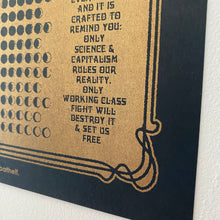 AND IT IS
CRAFTED TO
REMIND YOU:
ONLY
SCIENCE &
CAPITALISM
RULES OUR
REALITY.
ONLY
WORKING CLASS
FIGHT WILL
DESTROY IT
& SET US
FREE